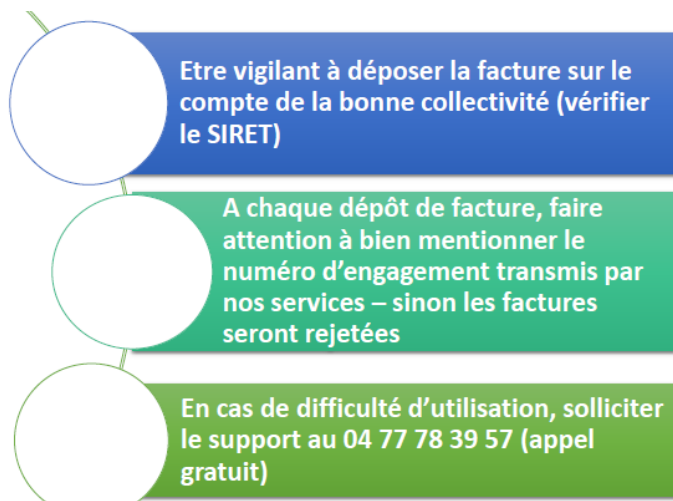 Etre vigilant à déposer la facture sur le
compte de la bonne collectivité (vérifier
le SIRET)
A chaque dépôt de facture, faire
attention à bien mentionner le
numéro d’engagement transmis par
nos services – sinon les factures
seront rejetées
En cas de difficulté d’utilisation, solliciter
le support au 04 77 78 39 57 (appel
gratuit)